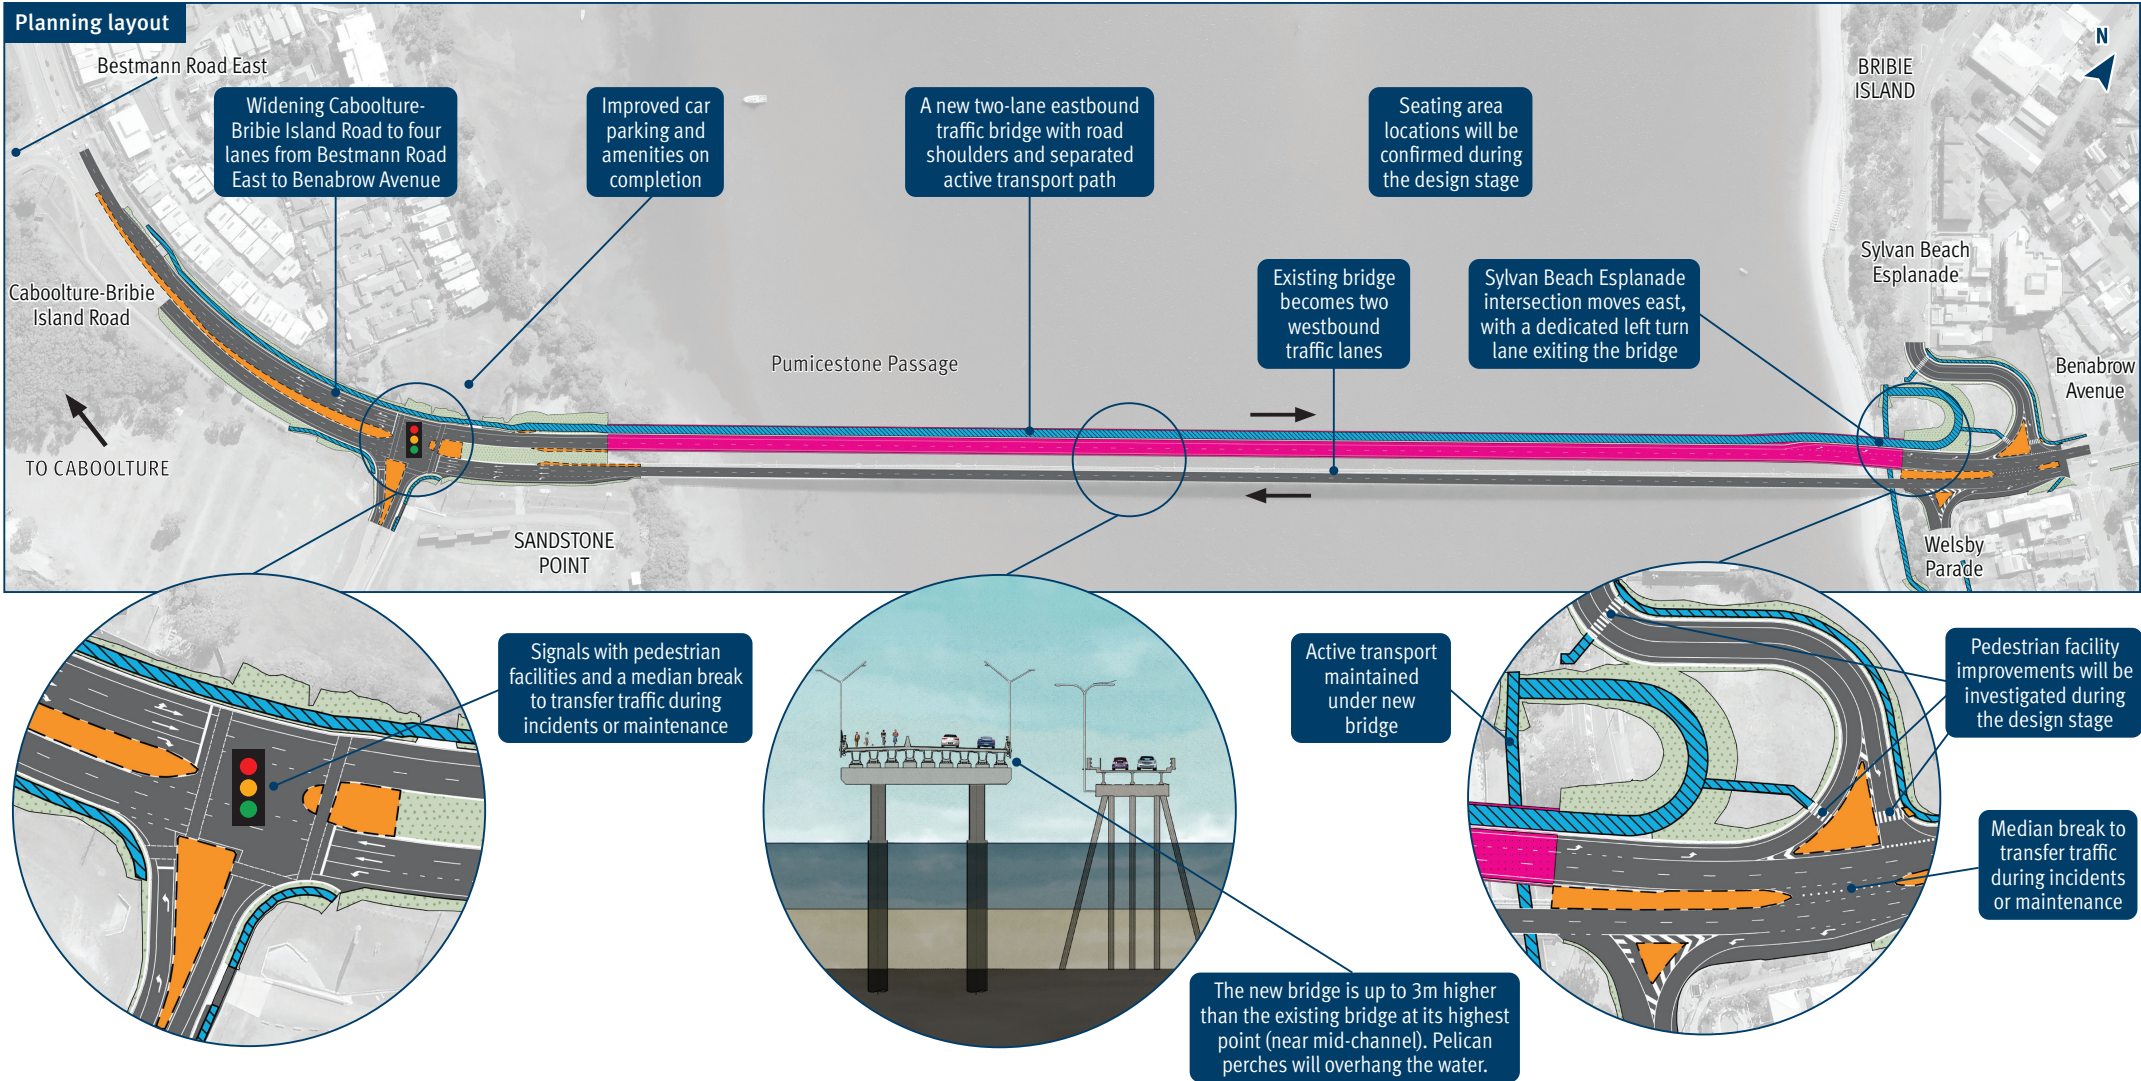 Planning layout
Bestmann Road East
Widening Caboolture-
Bribie Island Road to four
lanes from Bestmann Road
East to Benabrow Avenue
Improved car
parking and
amenities on
completion
A new two-lane eastbound
traffic bridge with road
shoulders and separated
active transport path
Seating area
locations will be
confirmed during
the design stage
BRIBIE
ISLAND
N
Caboolture-Bribie
Island Road
Pumicestone Passage
Existing bridge
becomes two
westbound
traffic lanes
Sylvan Beach Esplanade
intersection moves east,
with a dedicated left turn
lane exiting the bridge
Sylvan Beach
Esplanade
Benabrow
Avenue
TO CABOOLTURE
SANDSTONE
POINT
Welsby
Parade
Signals with pedestrian
facilities and a median break
to transfer traffic during
incidents or maintenance
Active transport
maintained
under new
bridge
Pedestrian facility
improvements will be
investigated during
the design stage
Median break to
transfer traffic
during incidents
or maintenance
The new bridge is up to 3m higher
than the existing bridge at its highest
point (near mid-channel). Pelican
perches will overhang the water.